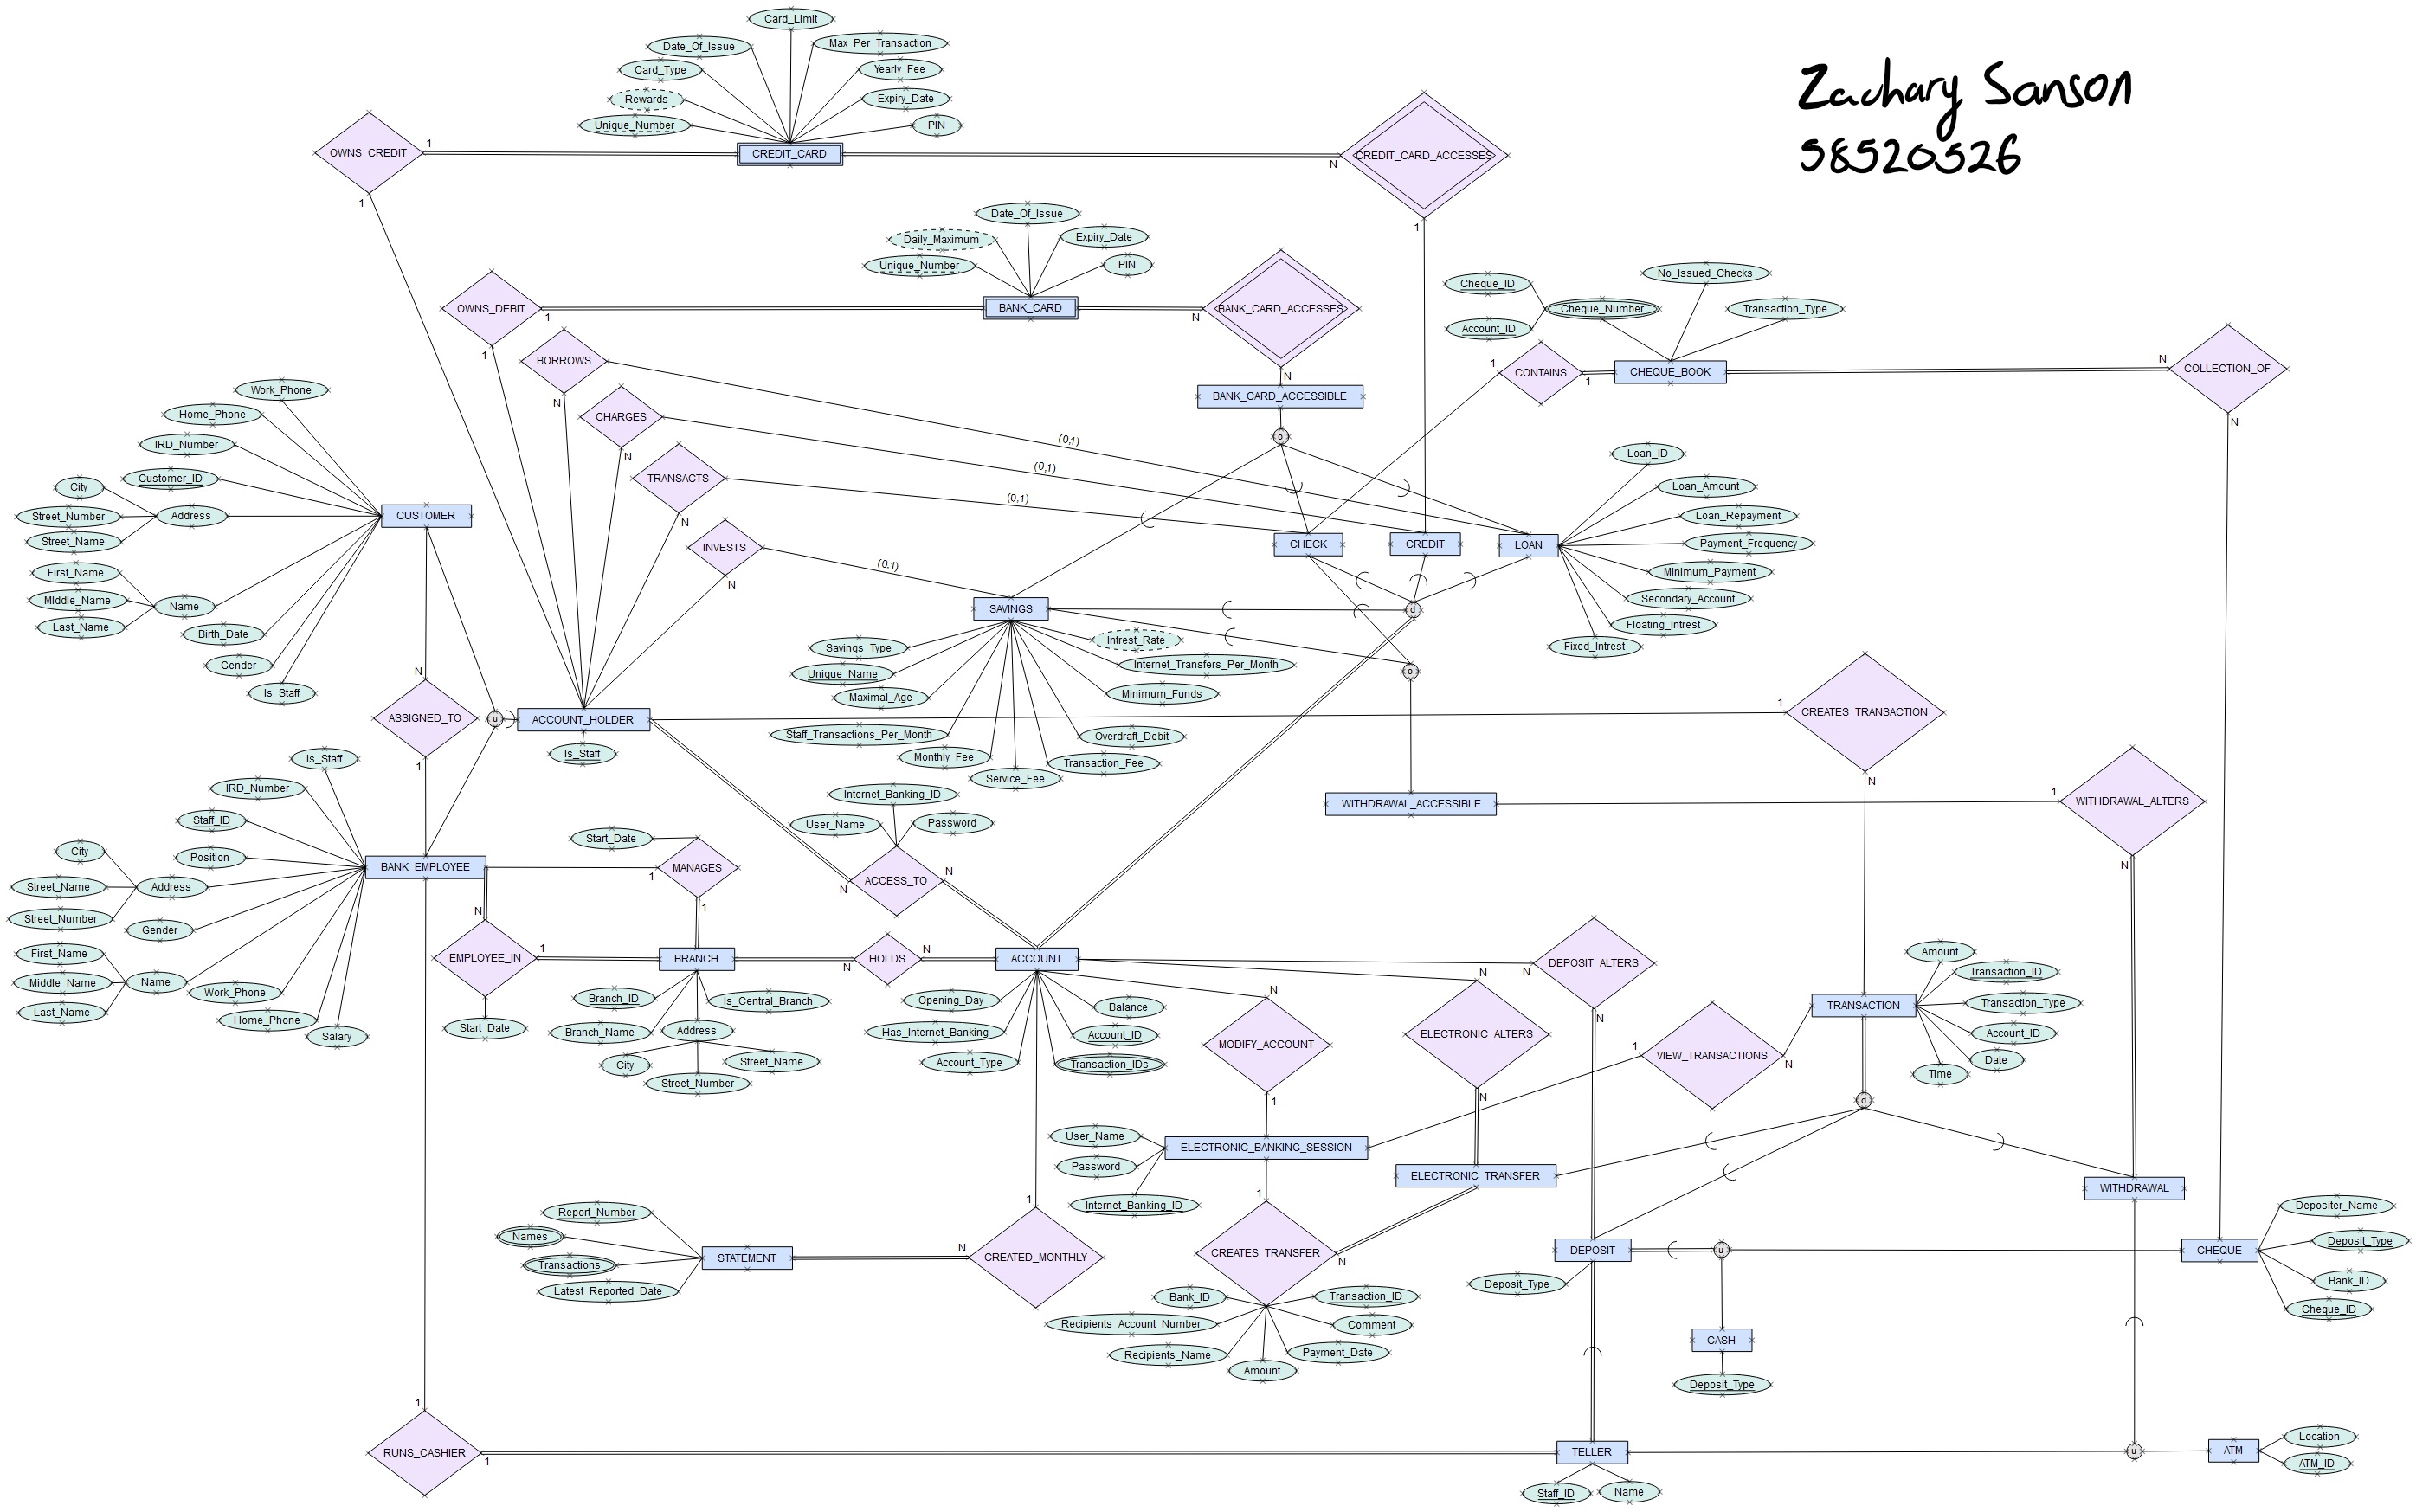 Card_Limit
Date_Of_Issue
Max_Per_Transaction
Card_Type
Yearly_Fee
Rewards
Expiry_Date
Unique_Number
PIN
Zachary Sanson
58520526
OWNS_CREDIT
1
CREDIT_CARD
N
CREDIT_CARD_ACCESSES
1
1
Date_Of_Issue
Daily_Maximum
Expiry_Date
Unique_Number
PIN
OWNS_DEBIT
1
BANK_CARD
N
BANK_CARD_ACCESSES
1
N
BANK_CARD_ACCESSIBLE
o
Cheque_ID
No_Issued_Checks
Cheque_Number
Transaction_Type
Account_ID
1
CONTAINS
1
CHEQUE_BOOK
N
COLLECTION_OF
N
BORROWS
N
(0,1)
CHARGES
N
(0,1)
TRANSACTS
N
(0,1)
INVESTS
N
(0,1)
Work_Phone
Home_Phone
IRD_Number
Customer_ID
City
Street_Number
Address
Street_Name
CUSTOMER
First_Name
MIddle_Name
Name
Last_Name
Birth_Date
Gender
Is_Staff
CHECK
CREDIT
LOAN
Loan_ID
Loan_Amount
Loan_Repayment
Payment_Frequency
Minimum_Payment
Secondary_Account
Floating_Intrest
Fixed_Intrest
SAVINGS
d
Savings_Type
Intrest_Rate
Unique_Name
Internet_Transfers_Per_Month
Maximal_Age
Minimum_Funds
Staff_Transactions_Per_Month
Overdraft_Debit
Monthly_Fee
Transaction_Fee
Service_Fee
o
N
ASSIGNED_TO
1
u
ACCOUNT_HOLDER
Is_Staff
1
CREATES_TRANSACTION
N
WITHDRAWAL_ACCESSIBLE
1
WITHDRAWAL_ALTERS
N
Is_Staff
IRD_Number
Staff_ID
Position
City
Street_Name
Address
Street_Number
Gender
First_Name
Middle_Name
Name
Last_Name
Work_Phone
Home_Phone
Salary
BANK_EMPLOYEE
Start_Date
1
MANAGES
1
Internet_Banking_ID
User_Name
Password
N
ACCESS_TO
N
N
EMPLOYEE_IN
1
Start_Date
BRANCH
N
HOLDS
N
ACCOUNT
Branch_ID
Is_Central_Branch
Branch_Name
Address
City
Street_Name
Street_Number
Opening_Day
Balance
Has_Internet_Banking
Account_ID
Account_Type
Transaction_IDs
N
MODIFY_ACCOUNT
1
N
ELECTRONIC_ALTERS
N
N
DEPOSIT_ALTERS
N
1
VIEW_TRANSACTIONS
N
TRANSACTION
Amount
Transaction_ID
Transaction_Type
Account_ID
Date
Time
d
User_Name
Password
Internet_Banking_ID
ELECTRONIC_BANKING_SESSION
ELECTRONIC_TRANSFER
WITHDRAWAL
Report_Number
Names
Transactions
Latest_Reported_Date
STATEMENT
N
1
CREATED_MONTHLY
1
CREATES_TRANSFER
N
Bank_ID
Transaction_ID
Recipients_Account_Number
Comment
Recipients_Name
Payment_Date
Amount
DEPOSIT
Deposit_Type
u
CHEQUE
Depositer_Name
Deposit_Type
Bank_ID
Cheque_ID
CASH
Deposit_Type
1
RUNS_CASHIER
1
TELLER
Staff_ID
Name
u
ATM
Location
ATM_ID